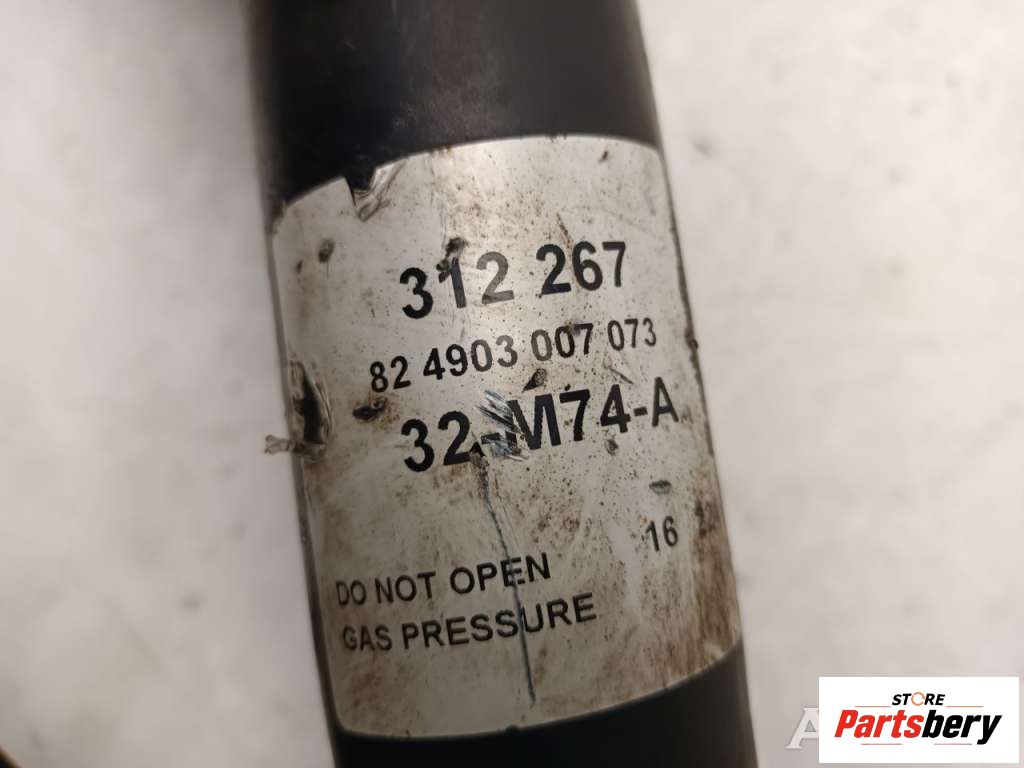 312 267
82 4903 007 073
32-M74-A
16
DO NOT OPEN
GAS PRESSURE
STORE
Partsbery